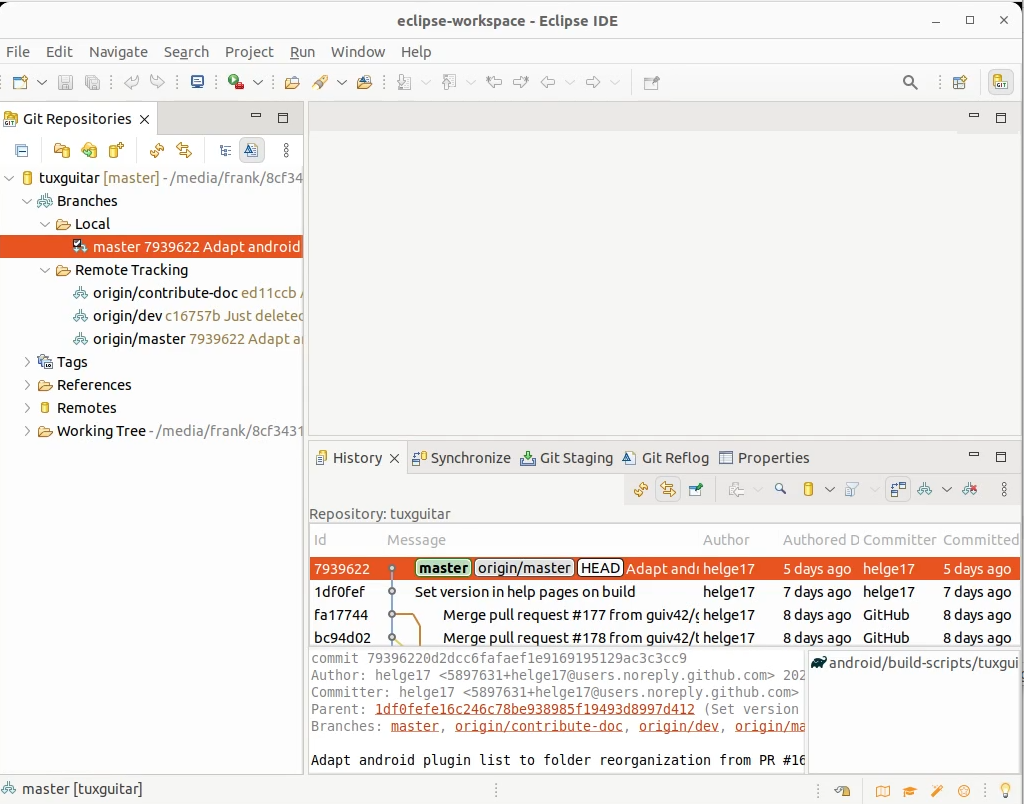 eclipse-workspace - Eclipse IDE
File Edit Navigate Search Project Run Window Help
Git Repositories
tuxguitar [master] - /media/frank/8cf34
Branches
Local
master 7939622 Adapt android
Remote Tracking
origin/contribute-doc ed11ccb
origin/dev c16757b Just deleted
origin/master 7939622 Adapt a
Tags
References
Remotes
Working Tree - /media/frank/8cf3431
History Synchronize Git Staging Git Reflog Properties
Repository: tuxguitar
Id Message Author Authored D Committer Committed
7939622 master origin/master HEAD Adapt andr helge17 5 days ago helge17 5 days ago
1df0fef Set version in help pages on build helge17 7 days ago helge17 7 days ago
fa17744 Merge pull request #177 from guiv42/g helge17 8 days ago GitHub 8 days ago
bc94d02 Merge pull request #178 from guiv42/t helge17 8 days ago GitHub 8 days ago
commit 79396220d2dcc6fafaef1e9169195129ac3c3cc9
Author: helge17 <5897631+helge17@users.noreply.github.com> 202
Committer: helge17 <5897631+helge17@users.noreply.github.com>
Parent: 1df0fefe16c246c78be938985f19493d8997d412 (Set version
Branches: master, origin/contribute-doc, origin/dev, origin/ma
Adapt android plugin list to folder reorganization from PR #16
android/build-scripts/tuxgui
master [tuxguitar]